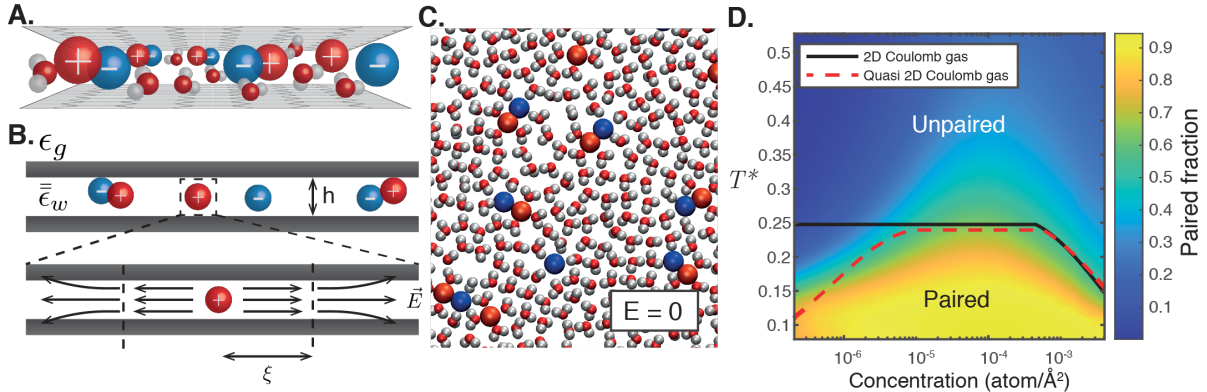 A.
+
−
+
−
+
−
−
+
+
−
B.
ϵ_g
ϵ̿_w
−
+
+
−
h
−
+
+
E⃗
ξ
C.
E = 0
D.
2D Coulomb gas
Quasi 2D Coulomb gas
Unpaired
Paired
T*
0.5
0.45
0.4
0.35
0.3
0.25
0.2
0.15
0.1
10⁻⁶
10⁻⁵
10⁻⁴
10⁻³
Concentration (atom/Å²)
0.9
0.8
0.7
0.6
0.5
0.4
0.3
0.2
0.1
Paired fraction